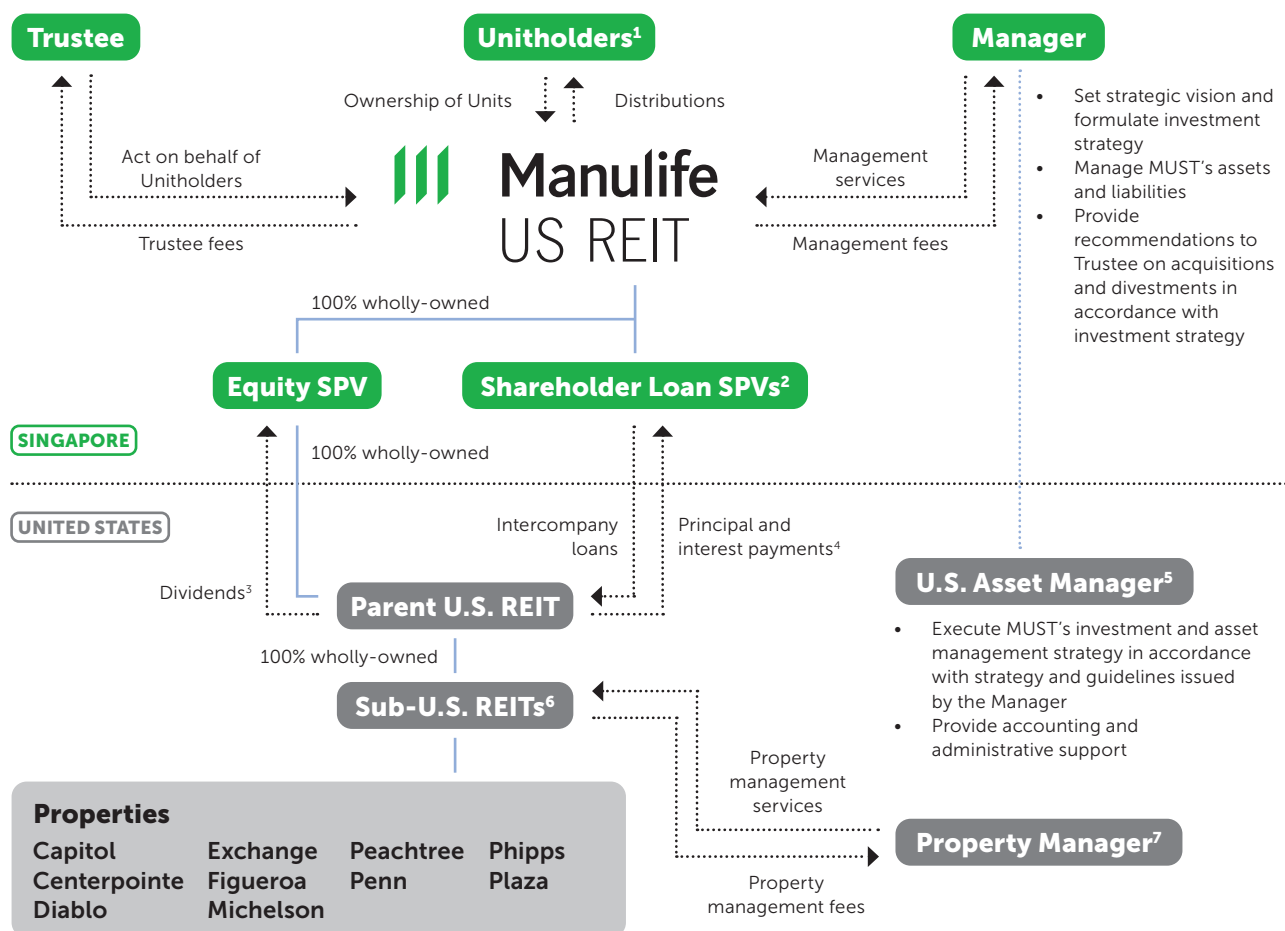 Trustee
Unitholders¹
Manager
Ownership of Units
Distributions
Act on behalf of
Unitholders
Trustee fees
Manulife
US REIT
Management
services
Management fees
• Set strategic vision and
formulate investment
strategy
• Manage MUST's assets
and liabilities
• Provide
recommendations to
Trustee on acquisitions
and divestments in
accordance with
investment strategy
100% wholly-owned
Equity SPV
Shareholder Loan SPVs²
SINGAPORE
100% wholly-owned
UNITED STATES
Intercompany
loans
Principal and
interest payments⁴
Dividends³
Parent U.S. REIT
U.S. Asset Manager⁵
• Execute MUST's investment and asset
management strategy in accordance
with strategy and guidelines issued
by the Manager
• Provide accounting and
administrative support
100% wholly-owned
Sub-U.S. REITs⁶
Property
management
services
Property Manager⁷
Property
management fees
Properties
Capitol Exchange Peachtree Phipps
Centerpointe Figueroa Penn Plaza
Diablo Michelson